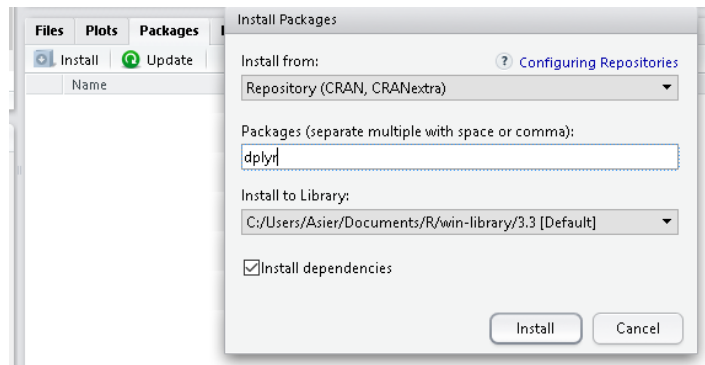 Install Packages
Files Plots Packages
Install Update
Name
Install from:
? Configuring Repositories
Repository (CRAN, CRANextra)
Packages (separate multiple with space or comma):
dplyr
Install to Library:
C:/Users/Asier/Documents/R/win-library/3.3 [Default]
Install dependencies
Install Cancel